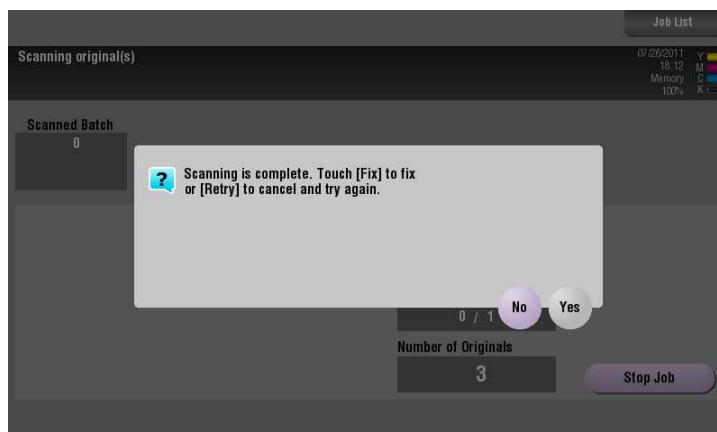 Job List
Scanning original(s)
07/26/2011
18:12
Memory
100%
Y
M
C
K
Scanned Batch
0
Scanning is complete. Touch [Fix] to fix
or [Retry] to cancel and try again.
No
Yes
0 / 1
Number of Originals
3
Stop Job